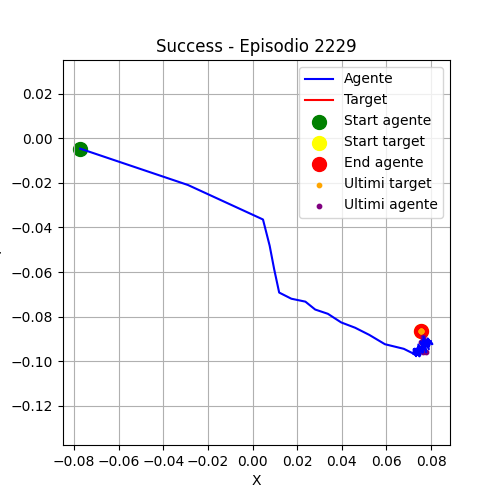 Success - Episodio 2229
Agente
Target
Start agente
Start target
End agente
Ultimi target
Ultimi agente
0.02
0.00
−0.02
−0.04
−0.06
−0.08
−0.10
−0.12
−0.08 −0.06 −0.04 −0.02 0.00 0.02 0.04 0.06 0.08
X